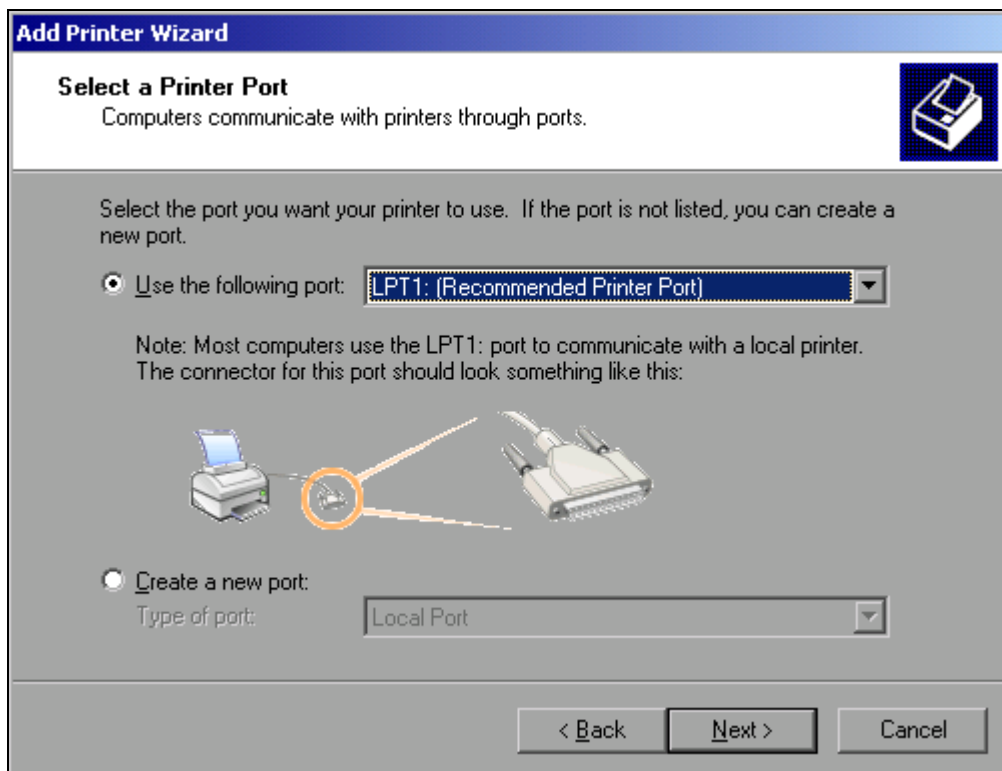 Add Printer Wizard
Select a Printer Port
Computers communicate with printers through ports.
Select the port you want your printer to use. If the port is not listed, you can create a
new port.
Use the following port: LPT1: (Recommended Printer Port)
Note: Most computers use the LPT1: port to communicate with a local printer.
The connector for this port should look something like this:
Create a new port:
Type of port: Local Port
< Back Next > Cancel